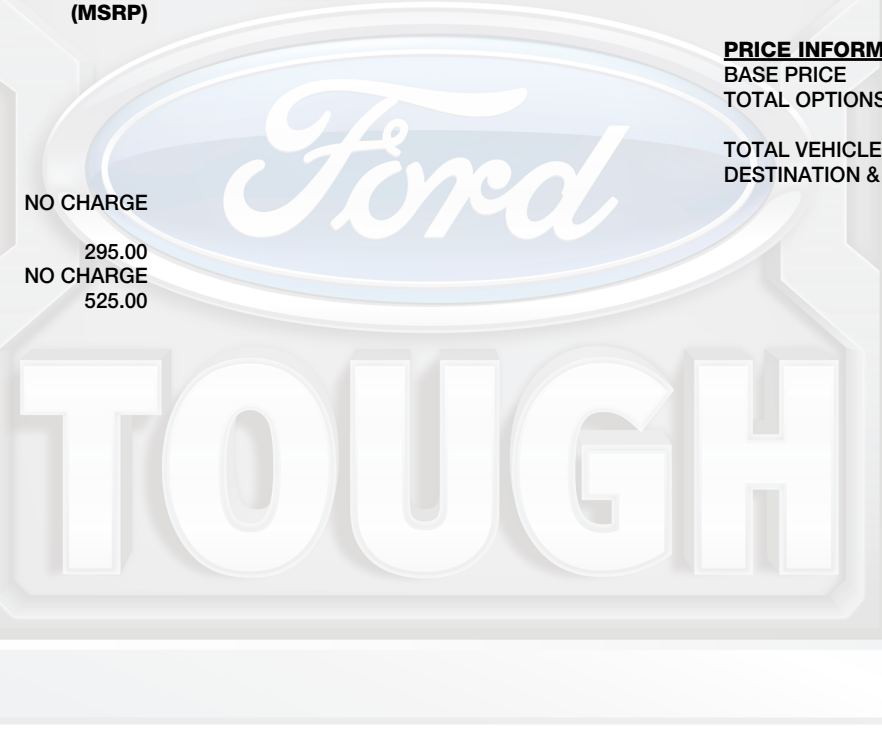 (MSRP)
NO CHARGE
295.00
NO CHARGE
525.00
PRICE INFORM
BASE PRICE
TOTAL OPTIONS
TOTAL VEHICLE
DESTINATION &
Ford
TOUGH